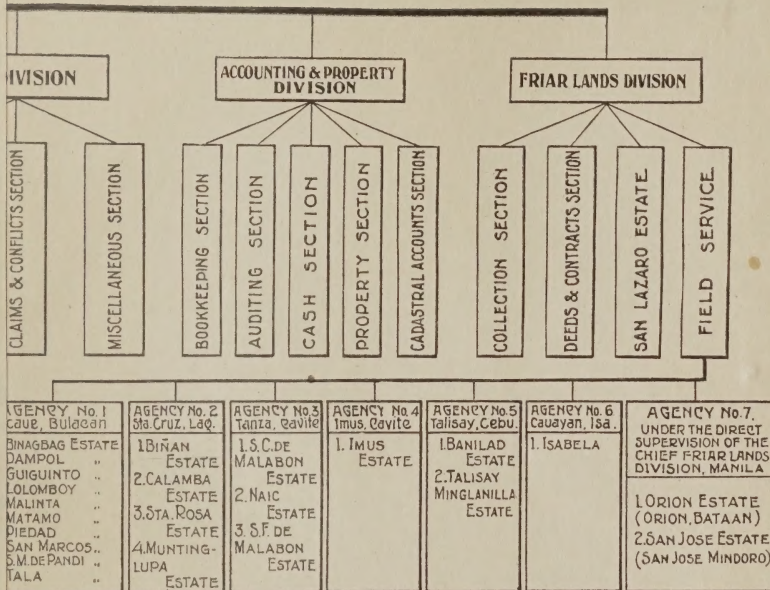 IVISION
ACCOUNTING & PROPERTY
DIVISION
FRIAR LANDS DIVISION
CLAIMS & CONFLICTS SECTION
MISCELLANEOUS SECTION
BOOKKEEPING SECTION
AUDITING SECTION
CASH SECTION
PROPERTY SECTION
CADASTRAL ACCOUNTS SECTION
COLLECTION SECTION
DEEDS & CONTRACTS SECTION
SAN LAZARO ESTATE
FIELD SERVICE
AGENCY No. 1
caue, Bulacan
BINAGBAG ESTATE
DAMPOL „
GUIGUINTO „
LOLOMBOY „
MALINTA „
MATAMO „
PIEDAD „
SAN MARCOS „
S.M. DE PANDI „
TALA „
AGENCY No. 2
Sta. Cruz, Lag.
1. BIÑAN
ESTATE
2. CALAMBA
ESTATE
3. STA. ROSA
ESTATE
4. MUNTING-
LUPA
ESTATE
AGENCY No. 3
Tanza, Cavite
1. S.C. DE
MALABON
ESTATE
2. NAIC
ESTATE
3. S.F. DE
MALABON
ESTATE
AGENCY No. 4
Imus, Cavite
1. IMUS
ESTATE
AGENCY No. 5
Talisay, Cebu.
1. BANILAD
ESTATE
2. TALISAY
MINGLANILLA
ESTATE
AGENCY No. 6
Cauayan, Isa.
1. ISABELA
AGENCY No. 7.
UNDER THE DIRECT
SUPERVISION OF THE
CHIEF FRIAR LANDS
DIVISION, MANILA
1. ORION ESTATE
(ORION, BATAAN)
2. SAN JOSE ESTATE
(SAN JOSE MINDORO)